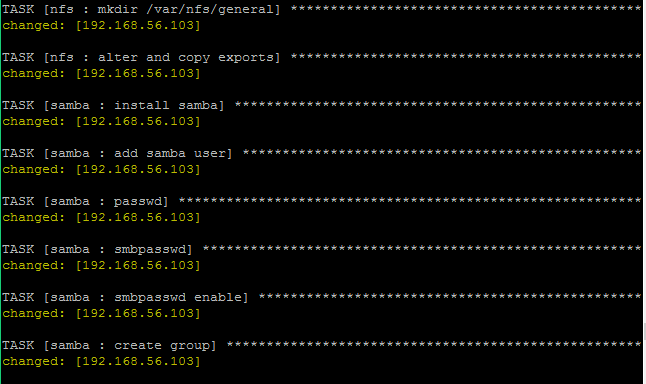 TASK [nfs : mkdir /var/nfs/general] ********************************************
changed: [192.168.56.103]
TASK [nfs : alter and copy exports] ********************************************
changed: [192.168.56.103]
TASK [samba : install samba] ***************************************************
changed: [192.168.56.103]
TASK [samba : add samba user] **************************************************
changed: [192.168.56.103]
TASK [samba : passwd] **********************************************************
changed: [192.168.56.103]
TASK [samba : smbpasswd] *******************************************************
changed: [192.168.56.103]
TASK [samba : smbpasswd enable] ************************************************
changed: [192.168.56.103]
TASK [samba : create group] ****************************************************
changed: [192.168.56.103]